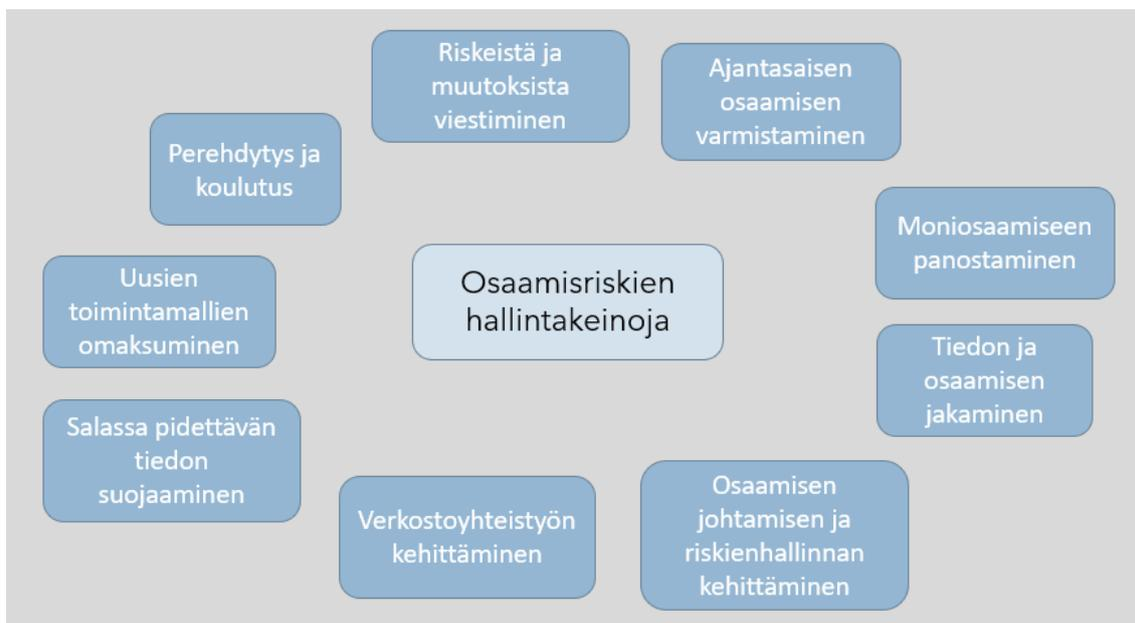 Riskeistä ja
muutoksista
viestiminen
Ajantasaisen
osaamisen
varmistaminen
Perehdytys ja
koulutus
Moniosaamiseen
panostaminen
Osaamisriskien
hallintakeinoja
Uusien
toimintamallien
omaksuminen
Tiedon ja
osaamisen
jakaminen
Salassa pidettävän
tiedon
suojaaminen
Verkostoyhteistyön
kehittäminen
Osaamisen
johtamisen ja
riskienhallinnan
kehittäminen